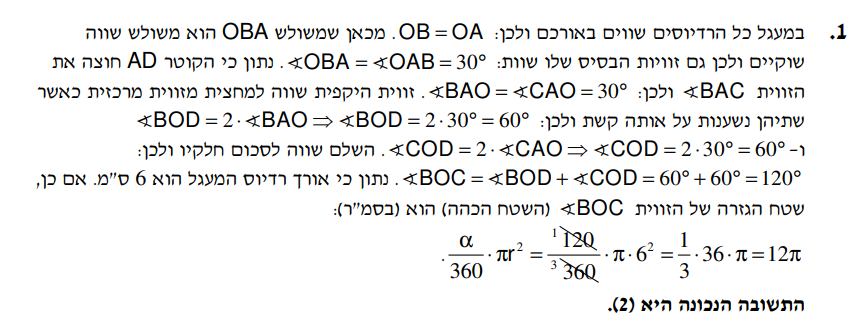 1. במעגל כל הרדיוסים שווים באורכם ולכן: OB = OA. מכאן שמשולש OBA הוא משולש שווה
שוקיים ולכן גם זוויות הבסיס שלו שוות: ∢OBA = ∢OAB = 30°. נתון כי הקוטר AD חוצה את
הזווית ∢BAC ולכן: ∢BAO = ∢CAO = 30°. זווית היקפית שווה למחצית מזווית מרכזית כאשר
שתיהן נשענות על אותה קשת ולכן: ∢BOD = 2·∢BAO ⇒ ∢BOD = 2·30° = 60°
ו- ∢COD = 2·∢CAO ⇒ ∢COD = 2·30° = 60°. השלם שווה לסכום חלקיו ולכן:
∢BOC = ∢BOD + ∢COD = 60° + 60° = 120°. נתון כי אורך רדיוס המעגל הוא 6 ס"מ. אם כן,
שטח הגזרה של הזווית ∢BOC (השטח הכהה) הוא (בסמ"ר):
α/360 · πr² = ¹120/³360 · π · 6² = 1/3 · 36 · π = 12π.
התשובה הנכונה היא (2).